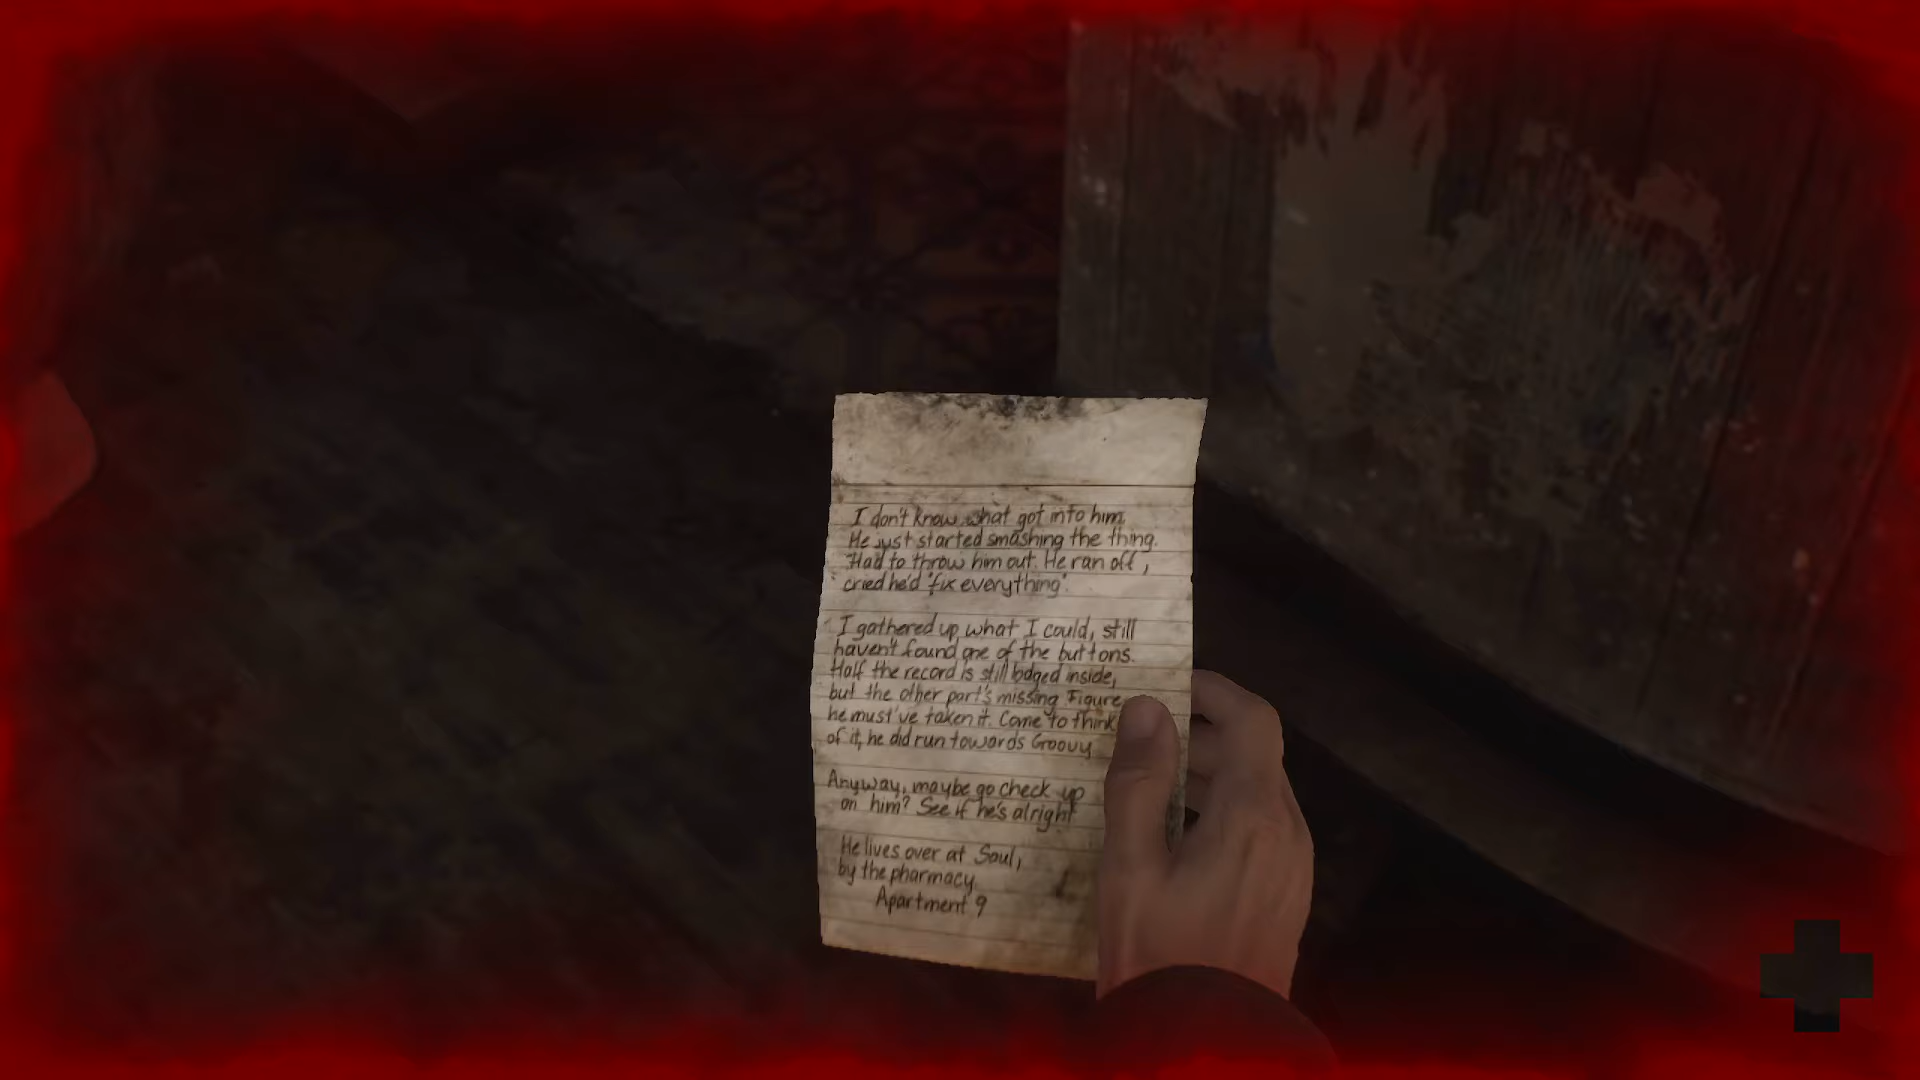 I don't know what got into him.
He just started smashing the thing.
Had to throw him out. He ran off,
cried he'd 'fix everything'.
I gathered up what I could, still
haven't found one of the buttons.
Half the record is still lodged inside,
but the other part's missing. Figure
he must've taken it. Come to think
of it, he did run towards Groovy
Anyway, maybe go check up
on him? See if he's alright
He lives over at Soul,
by the pharmacy.
Apartment 9